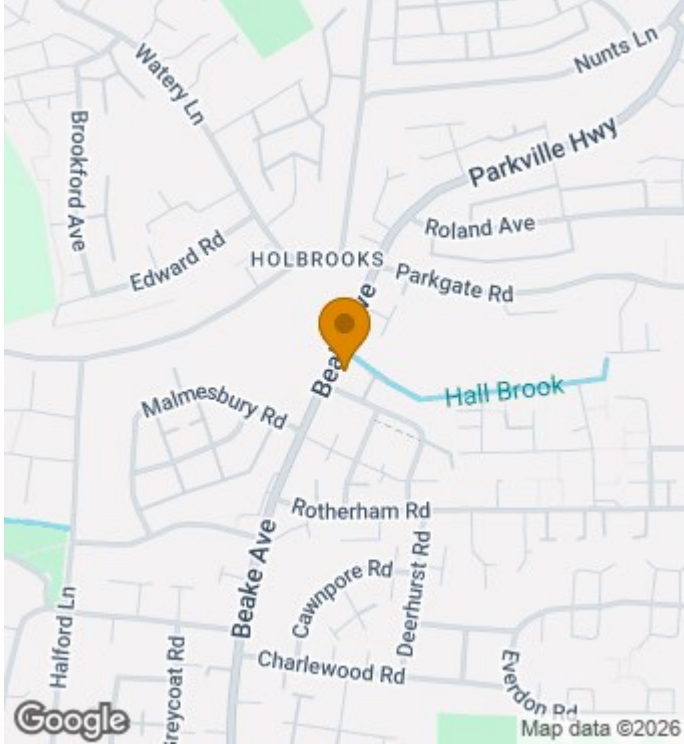 Nunts Ln
Watery Ln
Parkville Hwy
Brookford Ave
Roland Ave
Edward Rd
HOLBROOKS
Parkgate Rd
Beake Ave
Hall Brook
Malmesbury Rd
Rotherham Rd
Beake Ave
Cawnpore Rd
Deerhurst Rd
Halford Ln
Greycoat Rd
Charlewood Rd
Everdon Rd
Google
Map data ©2026